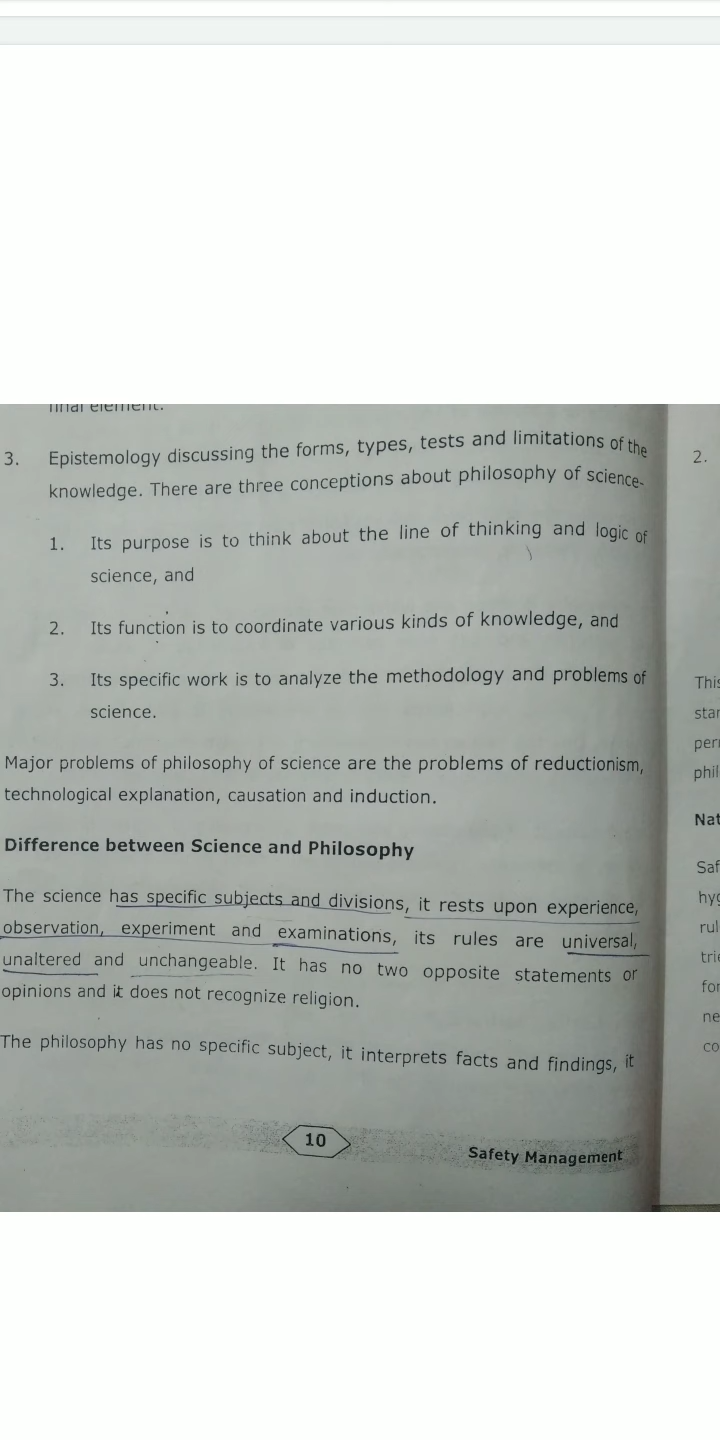 final element.
3. Epistemology discussing the forms, types, tests and limitations of the
knowledge. There are three conceptions about philosophy of science-
1. Its purpose is to think about the line of thinking and logic of
science, and
2. Its function is to coordinate various kinds of knowledge, and
3. Its specific work is to analyze the methodology and problems of
science.
Major problems of philosophy of science are the problems of reductionism,
technological explanation, causation and induction.
Difference between Science and Philosophy
The science has specific subjects and divisions, it rests upon experience,
observation, experiment and examinations, its rules are universal,
unaltered and unchangeable. It has no two opposite statements or
opinions and it does not recognize religion.
The philosophy has no specific subject, it interprets facts and findings, it
10
Safety Management
2.